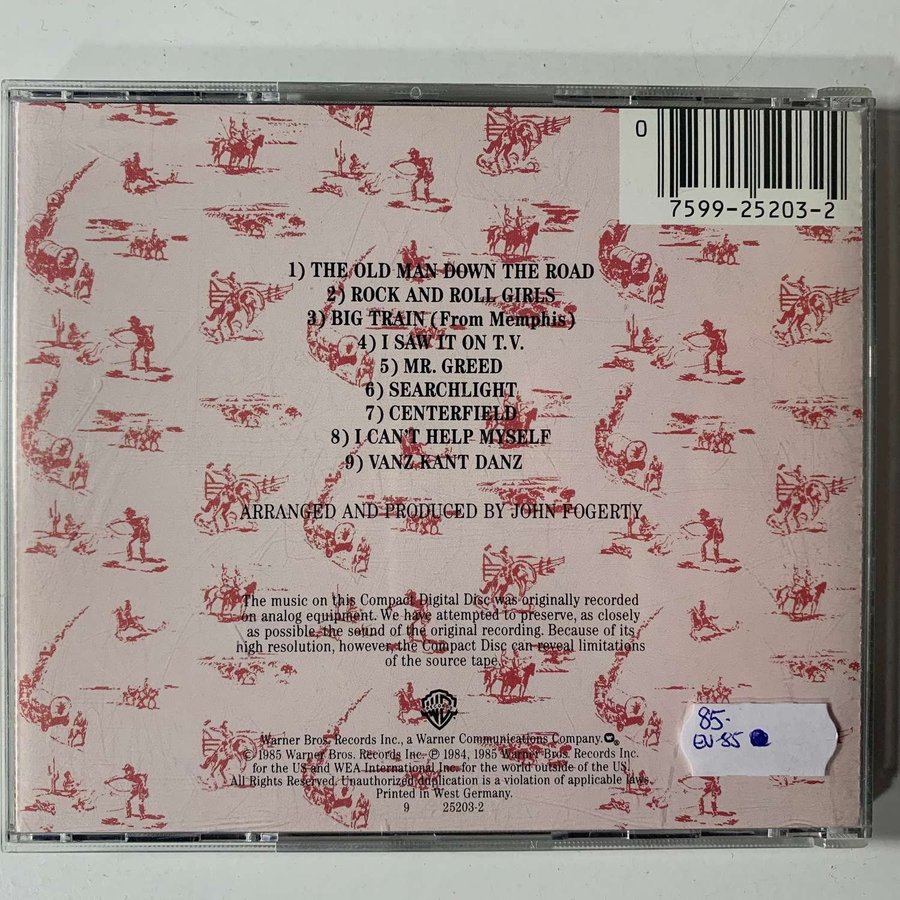 0
7599-25203-2
1) THE OLD MAN DOWN THE ROAD
2) ROCK AND ROLL GIRLS
3) BIG TRAIN (From Memphis)
4) I SAW IT ON T.V.
5) MR. GREED
6) SEARCHLIGHT
7) CENTERFIELD
8) I CAN'T HELP MYSELF
9) VANZ KANT DANZ
ARRANGED AND PRODUCED BY JOHN FOGERTY
The music on this Compact Digital Disc was originally recorded
on analog equipment. We have attempted to preserve, as closely
as possible, the sound of the original recording. Because of its
high resolution, however, the Compact Disc can reveal limitations
of the source tape.
85-
EN-85
Warner Bros. Records Inc., a Warner Communications Company.
© 1985 Warner Bros. Records Inc. ℗ 1984, 1985 Warner Bros. Records Inc.
for the US and WEA International Inc. for the world outside of the US.
All Rights Reserved. Unauthorized duplication is a violation of applicable laws.
Printed in West Germany.
9 25203-2